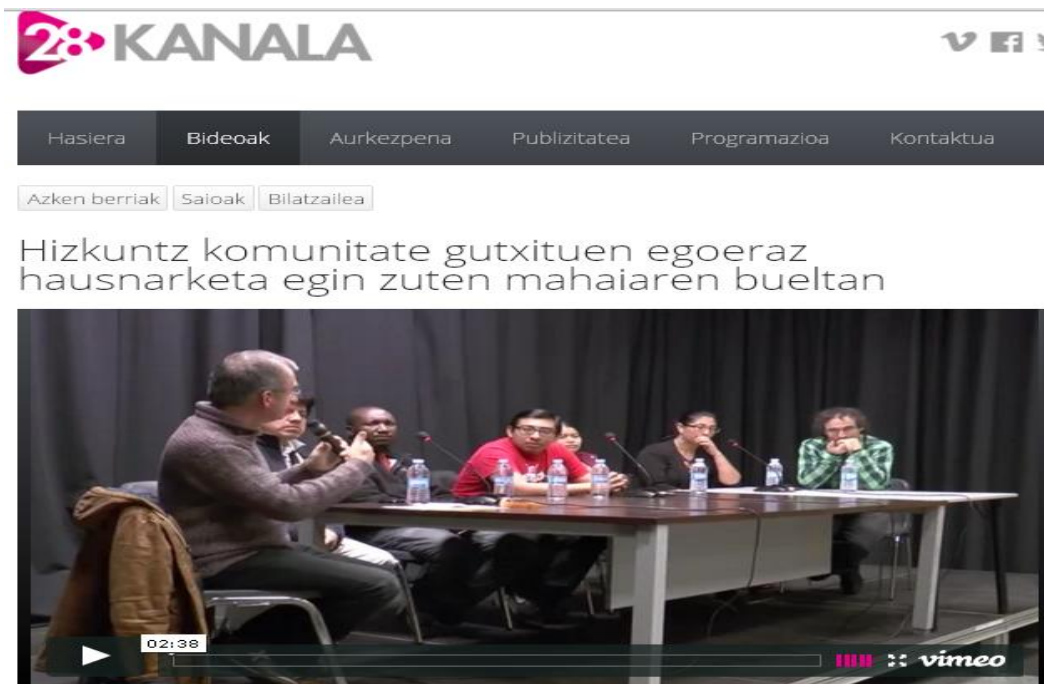 28 KANALA
Hasiera Bideoak Aurkezpena Publizitatea Programazioa Kontaktua
Azken berriak Saioak Bilatzailea
Hizkuntz komunitate gutxituen egoeraz
hausnarketa egin zuten mahaiaren bueltan
02:38
vimeo